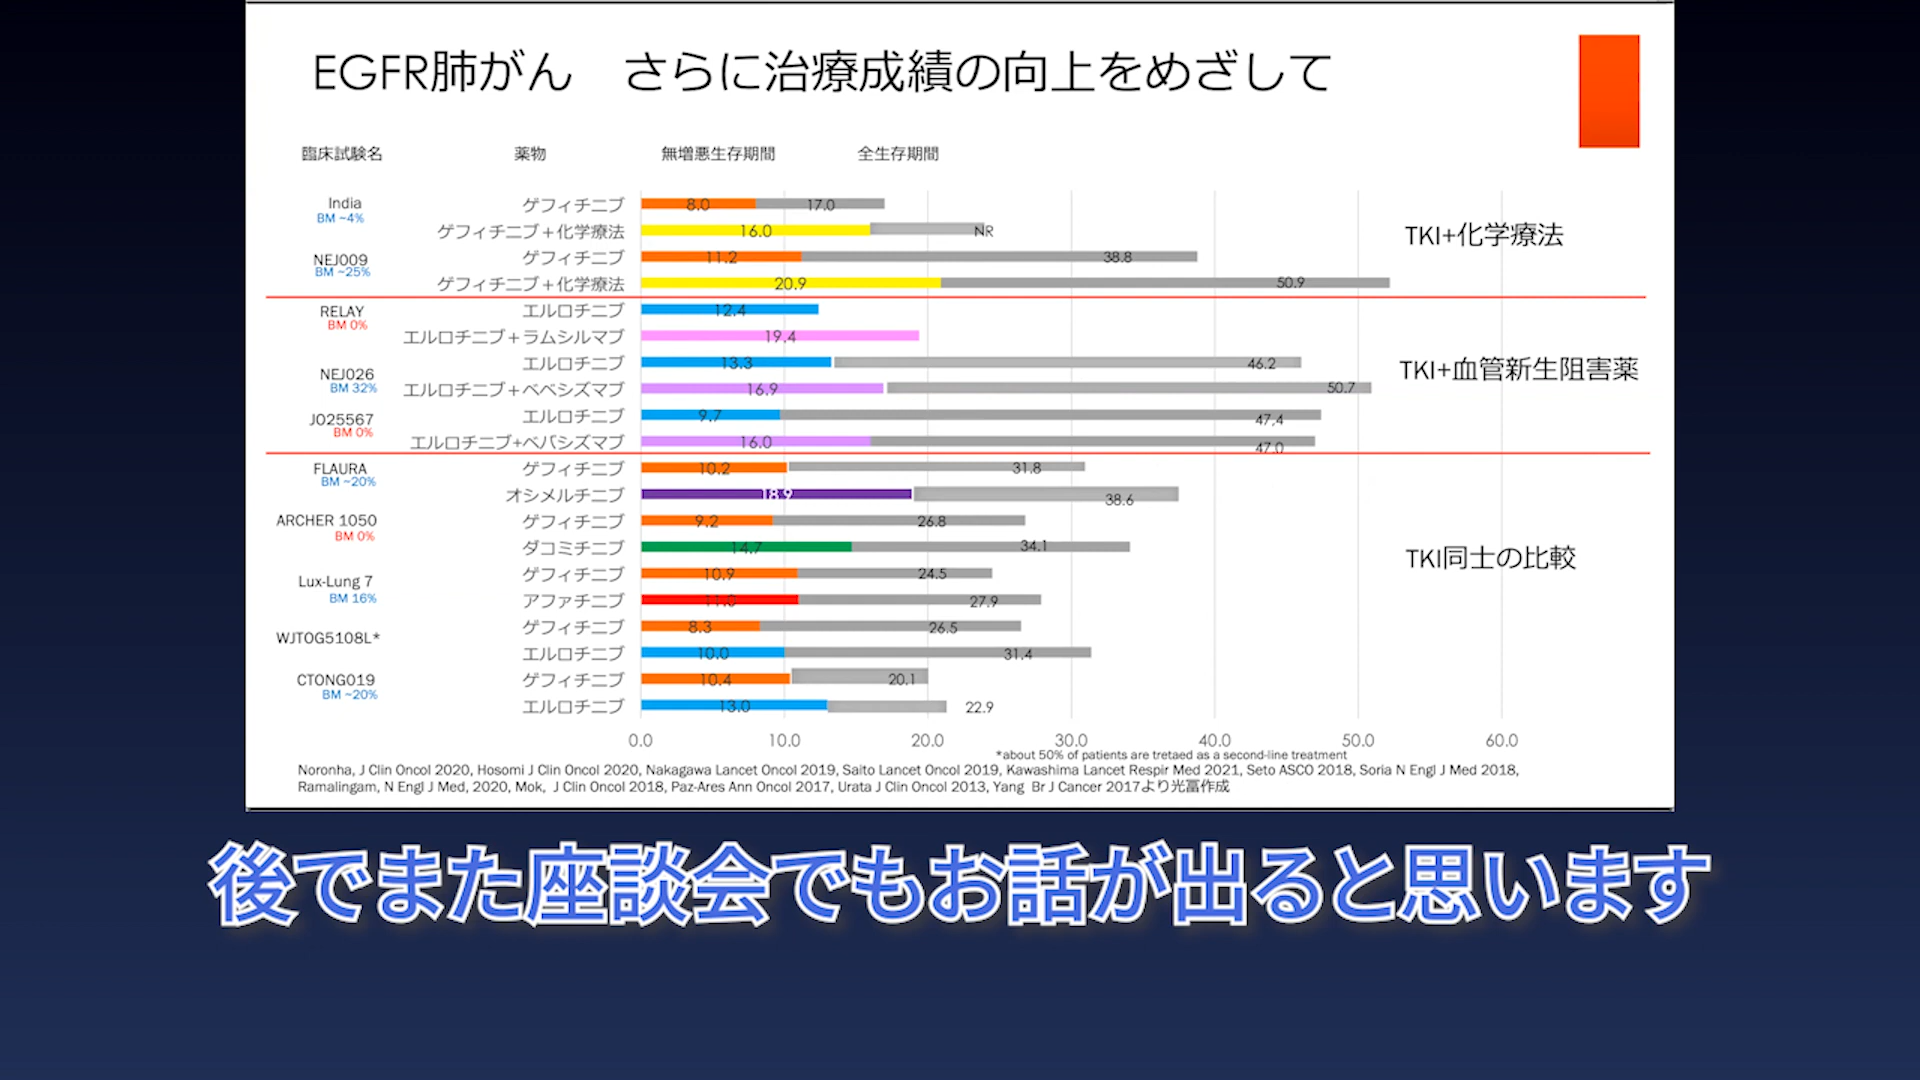 EGFR肺がん　さらに治療成績の向上をめざして
臨床試験名 薬物 無増悪生存期間 全生存期間
India
BM ~4%
ゲフィチニブ 8.0 17.0
ゲフィチニブ＋化学療法 16.0 NR
TKI+化学療法
NEJ009
BM ~25%
ゲフィチニブ 11.2 38.8
ゲフィチニブ＋化学療法 20.9 50.9
RELAY
BM 0%
エルロチニブ 12.4
エルロチニブ＋ラムシルマブ 19.4
NEJ026
BM 32%
エルロチニブ 13.3 46.2
エルロチニブ＋ベベシズマブ 16.9 50.7
TKI+血管新生阻害薬
JO25567
BM 0%
エルロチニブ 9.7 47.4
エルロチニブ+ベバシズマブ 16.0 47.0
FLAURA
BM ~20%
ゲフィチニブ 10.2 31.8
オシメルチニブ 18.9 38.6
ARCHER 1050
BM 0%
ゲフィチニブ 9.2 26.8
ダコミチニブ 14.7 34.1
TKI同士の比較
Lux-Lung 7
BM 16%
ゲフィチニブ 10.9 24.5
アファチニブ 11.0 27.9
WJTOG5108L*
ゲフィチニブ 8.3 26.5
エルロチニブ 10.0 31.4
CTONG019
BM ~20%
ゲフィチニブ 10.4 20.1
エルロチニブ 13.0 22.9
0.0 10.0 20.0 30.0 40.0 50.0 60.0
*about 50% of patients are tretaed as a second-line treatment
Noronha, J Clin Oncol 2020, Hosomi J Clin Oncol 2020, Nakagawa Lancet Oncol 2019, Saito Lancet Oncol 2019, Kawashima Lancet Respir Med 2021, Seto ASCO 2018, Soria N Engl J Med 2018,
Ramalingam, N Engl J Med, 2020, Mok, J Clin Oncol 2018, Paz-Ares Ann Oncol 2017, Urata J Clin Oncol 2013, Yang Br J Cancer 2017より光冨作成
後でまた座談会でもお話が出ると思います